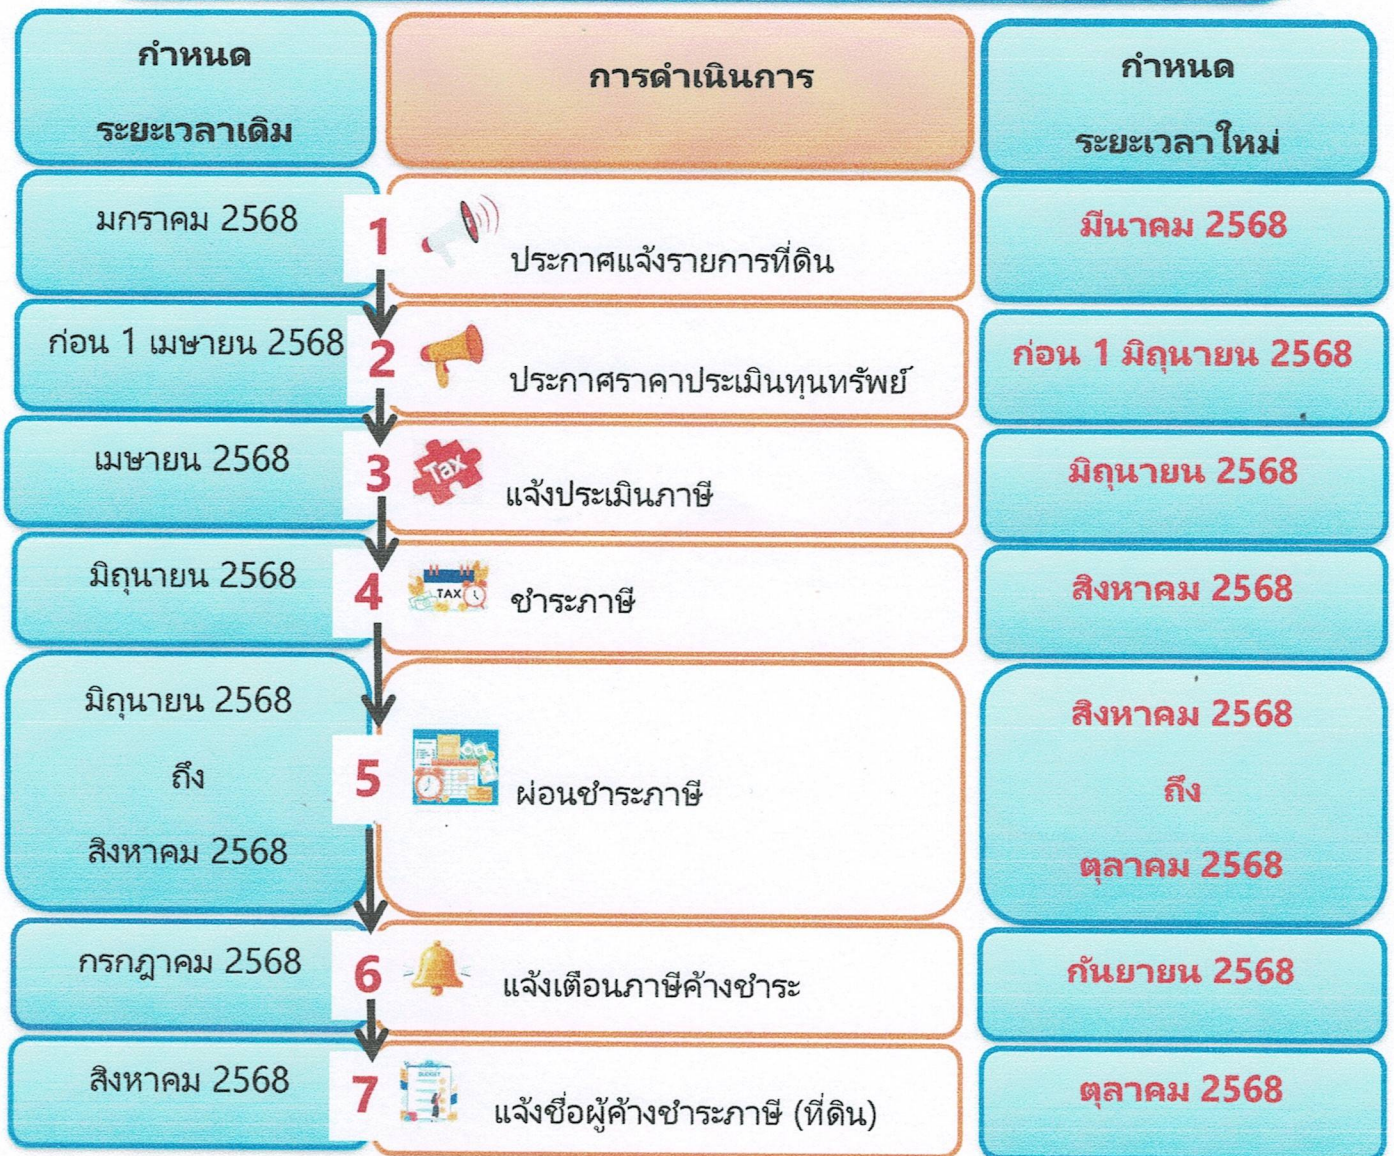 กำหนด
ระยะเวลาเดิม
การดำเนินการ
กำหนด
ระยะเวลาใหม่
มกราคม 2568
1
ประกาศแจ้งรายการที่ดิน
มีนาคม 2568
ก่อน 1 เมษายน 2568
2
ประกาศราคาประเมินทุนทรัพย์
ก่อน 1 มิถุนายน 2568
เมษายน 2568
3
Tax
แจ้งประเมินภาษี
มิถุนายน 2568
มิถุนายน 2568
4
TAX
ชำระภาษี
สิงหาคม 2568
มิถุนายน 2568
ถึง
สิงหาคม 2568
5
ผ่อนชำระภาษี
สิงหาคม 2568
ถึง
ตุลาคม 2568
กรกฎาคม 2568
6
แจ้งเตือนภาษีค้างชำระ
กันยายน 2568
สิงหาคม 2568
7
BUDGET
แจ้งชื่อผู้ค้างชำระภาษี (ที่ดิน)
ตุลาคม 2568